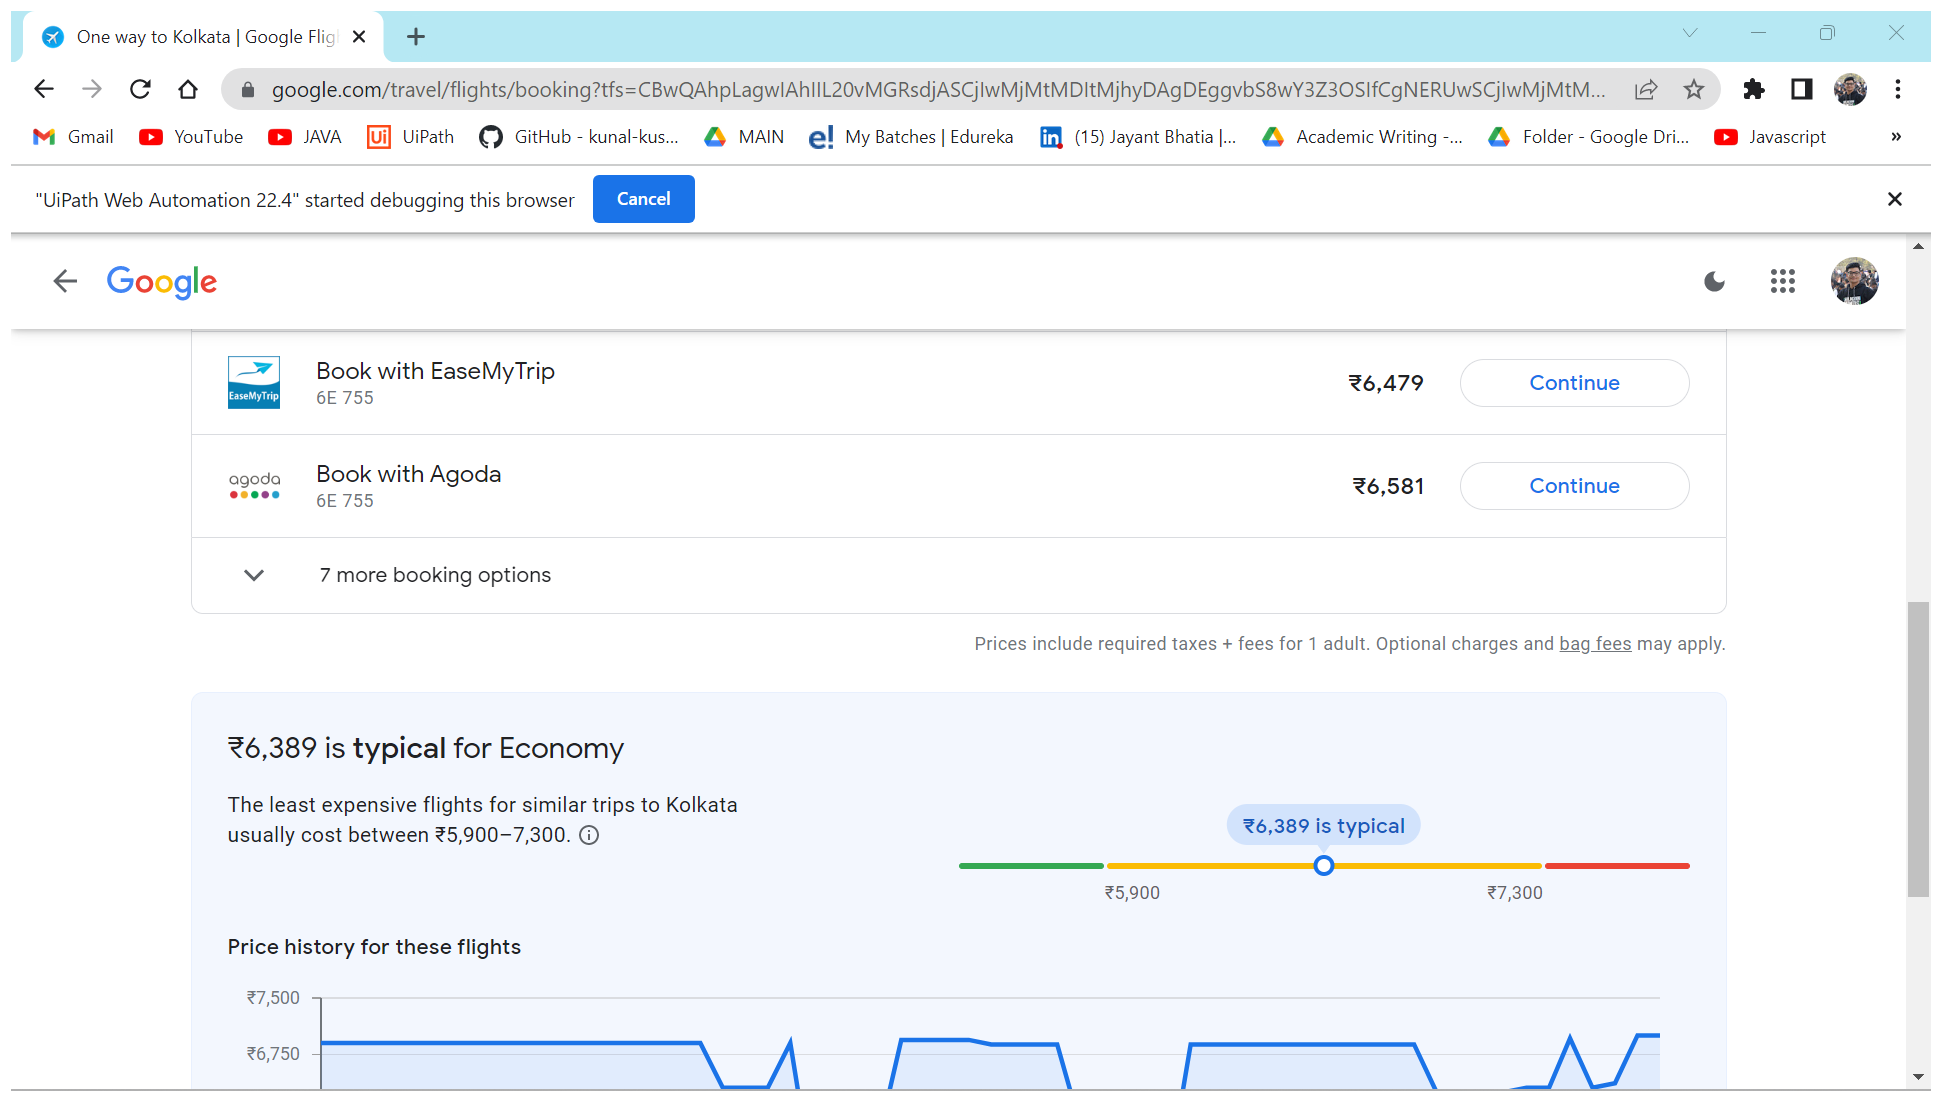 One way to Kolkata | Google Fligh
google.com/travel/flights/booking?tfs=CBwQAhpLagwIAhIIL20vMGRsdjASCjIwMjMtMDItMjhyDAgDEggvbS8wY3Z3OSIfCgNERUwSCjIwMjMtM...
Gmail YouTube JAVA UiPath GitHub - kunal-kus... MAIN My Batches | Edureka (15) Jayant Bhatia |... Academic Writing -... Folder - Google Dri... Javascript »
"UiPath Web Automation 22.4" started debugging this browser Cancel
Google
EaseMyTrip Book with EaseMyTrip ₹6,479 Continue
6E 755
agoda Book with Agoda ₹6,581 Continue
6E 755
7 more booking options
Prices include required taxes + fees for 1 adult. Optional charges and bag fees may apply.
₹6,389 is typical for Economy
The least expensive flights for similar trips to Kolkata
usually cost between ₹5,900–7,300.
₹6,389 is typical
₹5,900 ₹7,300
Price history for these flights
₹7,500
₹6,750